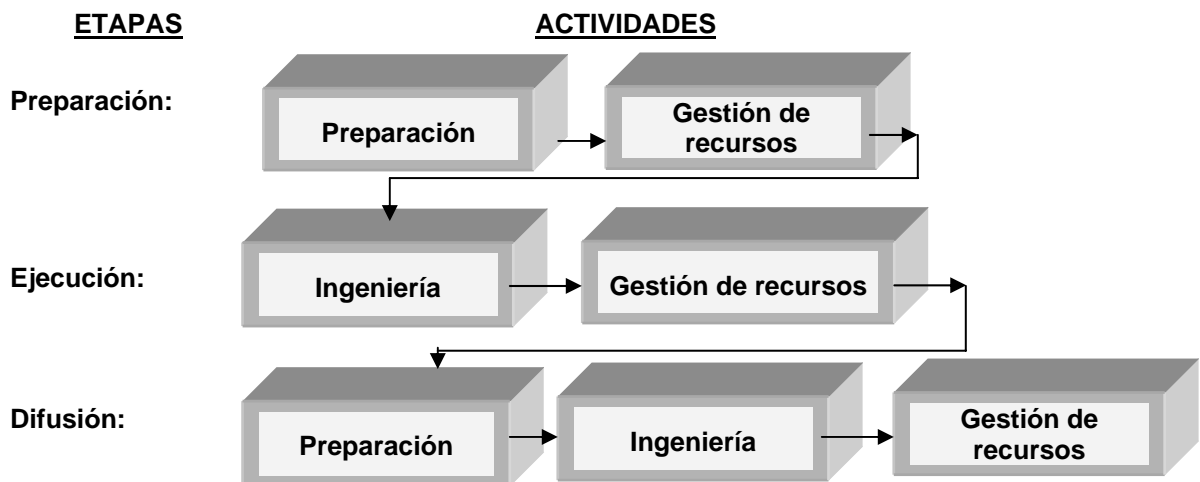 ETAPAS ACTIVIDADES
Preparación:
Preparación
Gestión de
recursos
Ejecución:
Ingeniería
Gestión de recursos
Difusión:
Preparación
Ingeniería
Gestión de
recursos